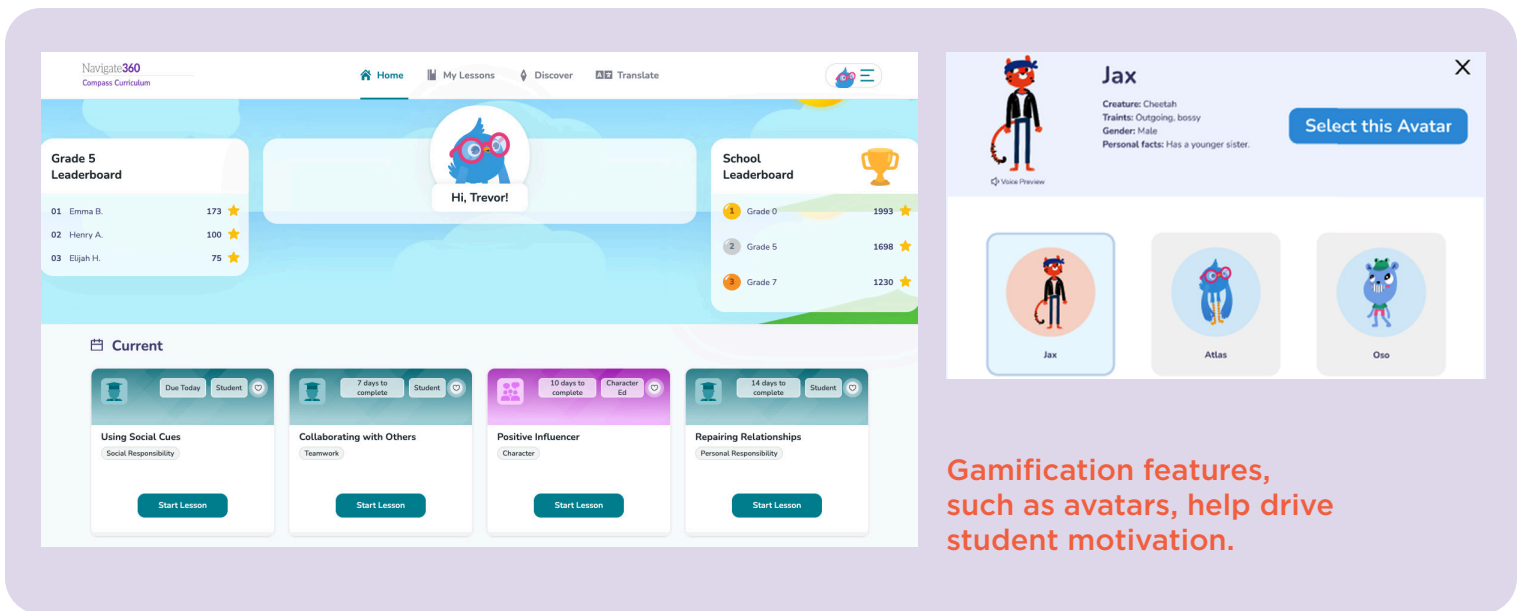 Navigate360
Compass Curriculum
Home
My Lessons
Discover
Translate
Grade 5
Leaderboard
01 Emma B. 173
02 Henry A. 100
03 Elijah H. 75
Hi, Trevor!
School
Leaderboard
1 Grade 0 1993
2 Grade 5 1698
3 Grade 7 1230
Current
Due Today
Student
Using Social Cues
Social Responsibility
Start Lesson
7 days to
complete
Student
Collaborating with Others
Teamwork
Start Lesson
10 days to
complete
Character
Ed
Positive Influencer
Character
Start Lesson
14 days to
complete
Student
Repairing Relationships
Personal Responsibility
Start Lesson
Jax
X
Creature: Cheetah
Traints: Outgoing, bossy
Gender: Male
Personal facts: Has a younger sister.
Select this Avatar
Voice Preview
Jax
Atlas
Oso
Gamification features,
such as avatars, help drive
student motivation.